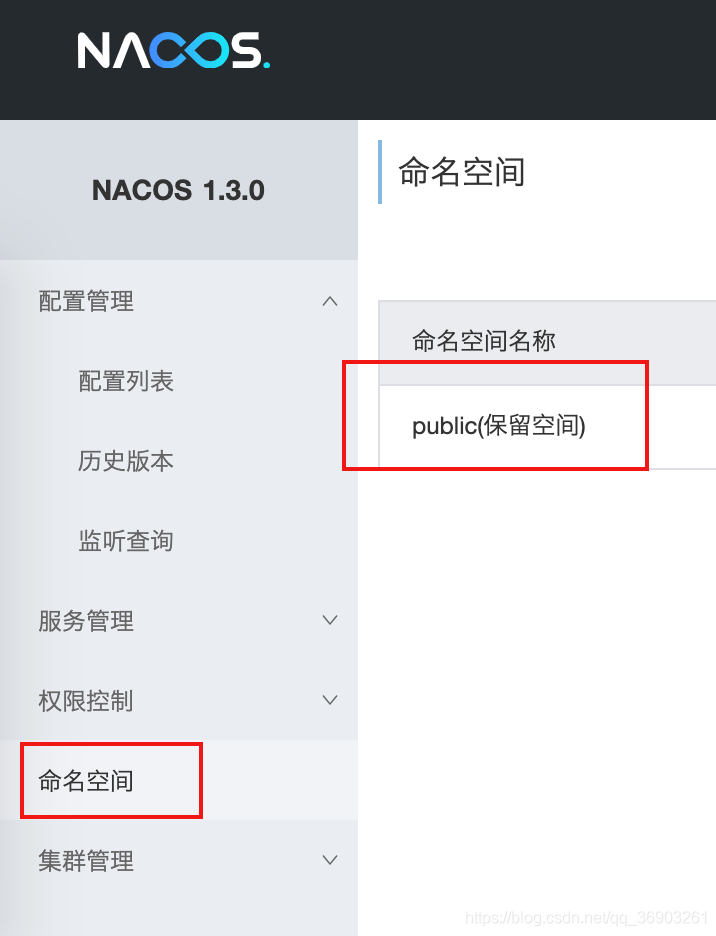 NACOS.
NACOS 1.3.0
配置管理
配置列表
历史版本
监听查询
服务管理
权限控制
命名空间
集群管理
命名空间
命名空间名称
public(保留空间)
https://blog.csdn.net/qq_36903261